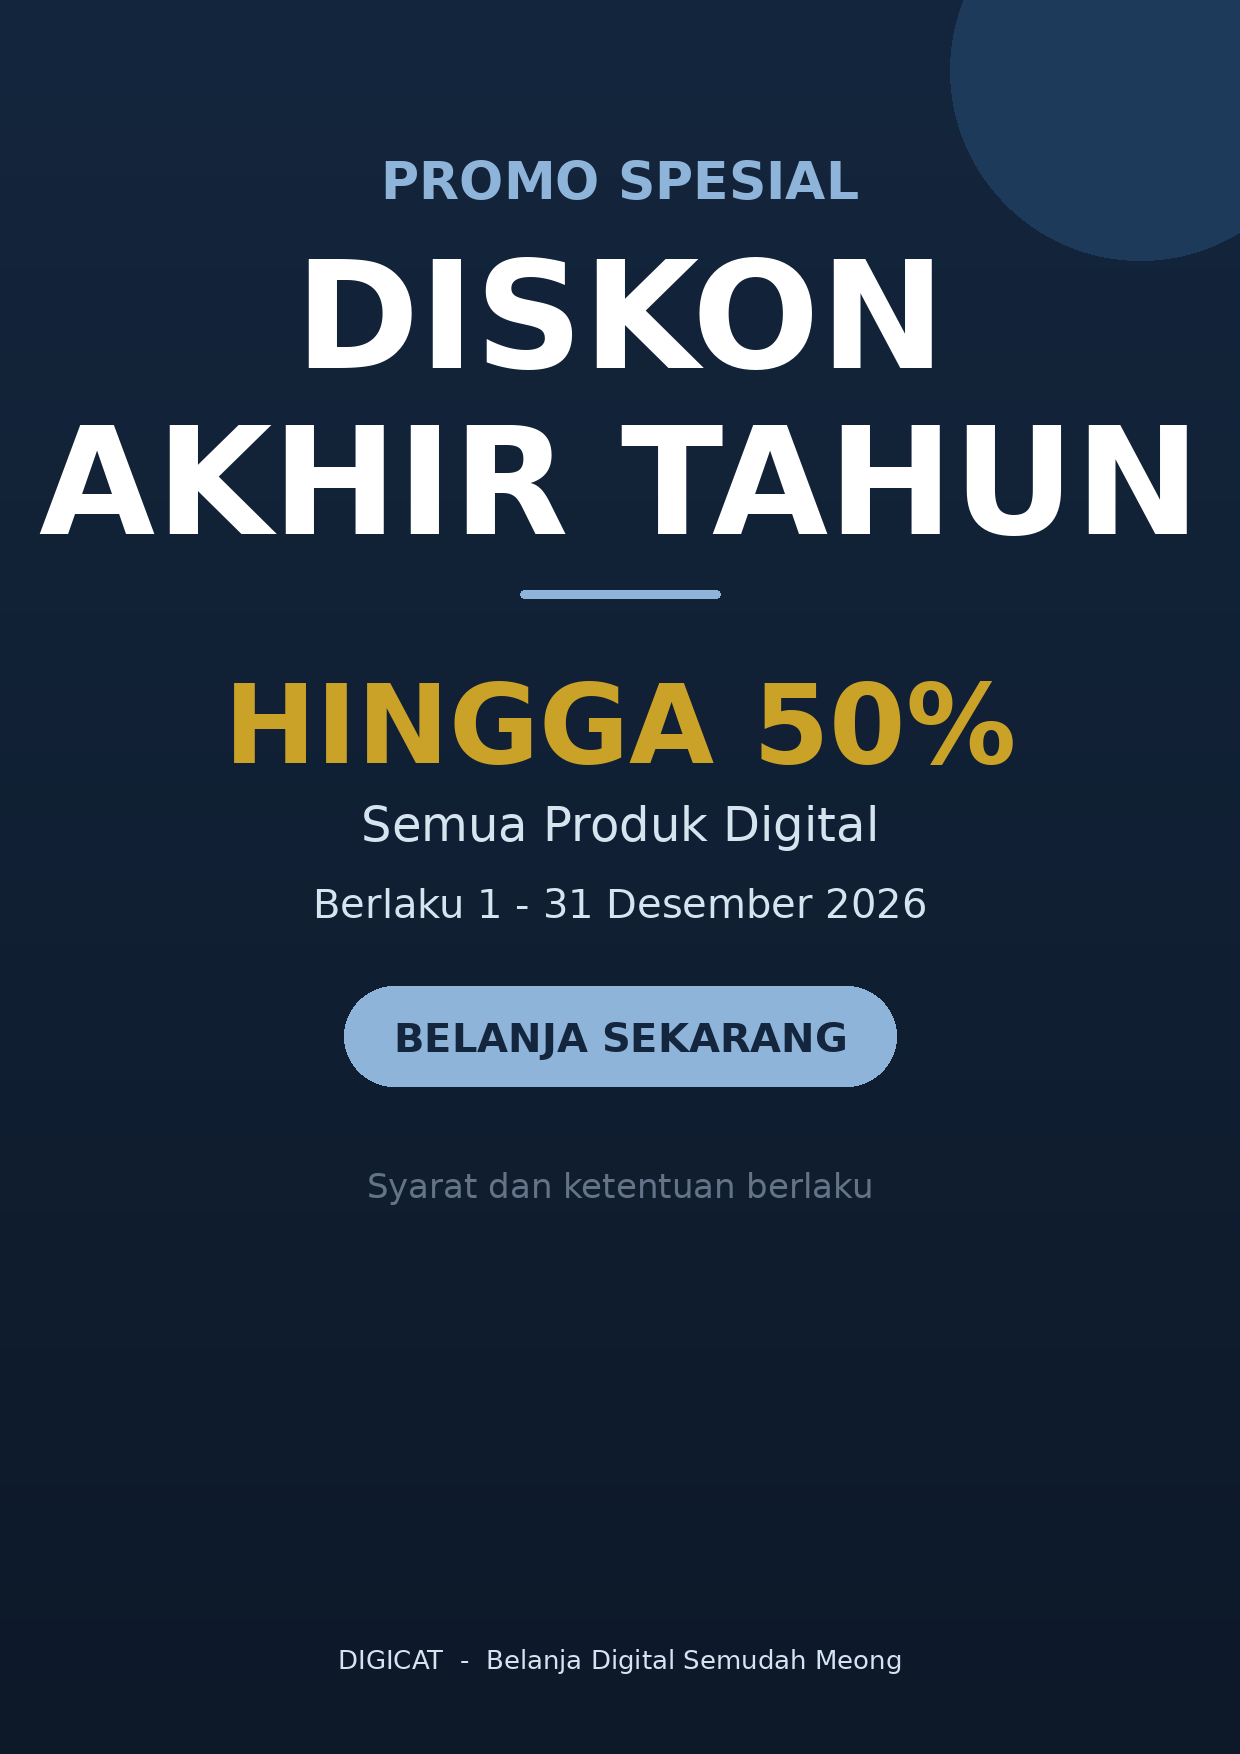 PROMO SPESIAL
DISKON
AKHIR TAHUN
HINGGA 50%
Semua Produk Digital
Berlaku 1 - 31 Desember 2026
BELANJA SEKARANG
Syarat dan ketentuan berlaku
DIGICAT - Belanja Digital Semudah Meong